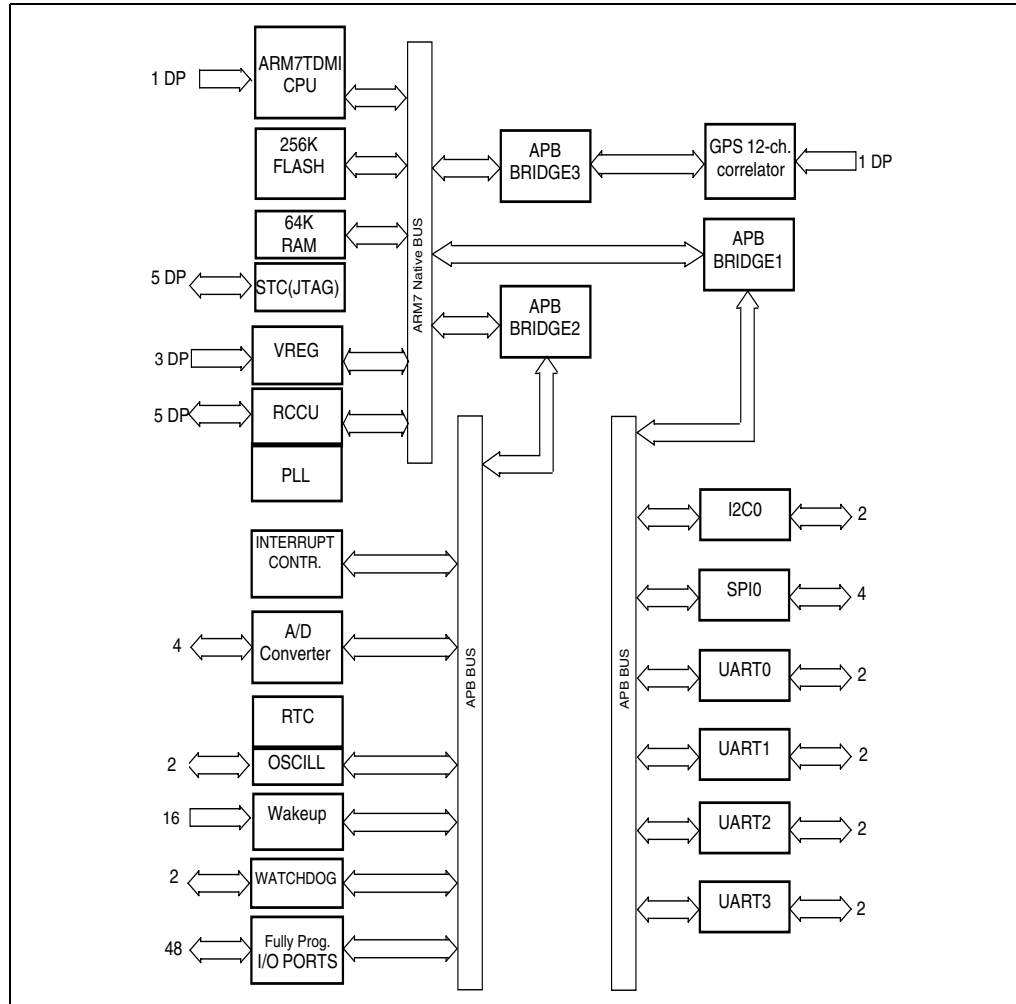 1 DP
ARM7TDMI
CPU
256K
FLASH
64K
RAM
5 DP
STC(JTAG)
3 DP
VREG
5 DP
RCCU
PLL
ARM7 Native BUS
APB
BRIDGE3
GPS 12-ch.
correlator
1 DP
APB
BRIDGE1
APB
BRIDGE2
INTERRUPT
CONTR.
4
A/D
Converter
RTC
2
OSCILL
16
Wakeup
2
WATCHDOG
48
Fully Prog.
I/O PORTS
APB BUS
APB BUS
I2C0
2
SPI0
4
UART0
2
UART1
2
UART2
2
UART3
2